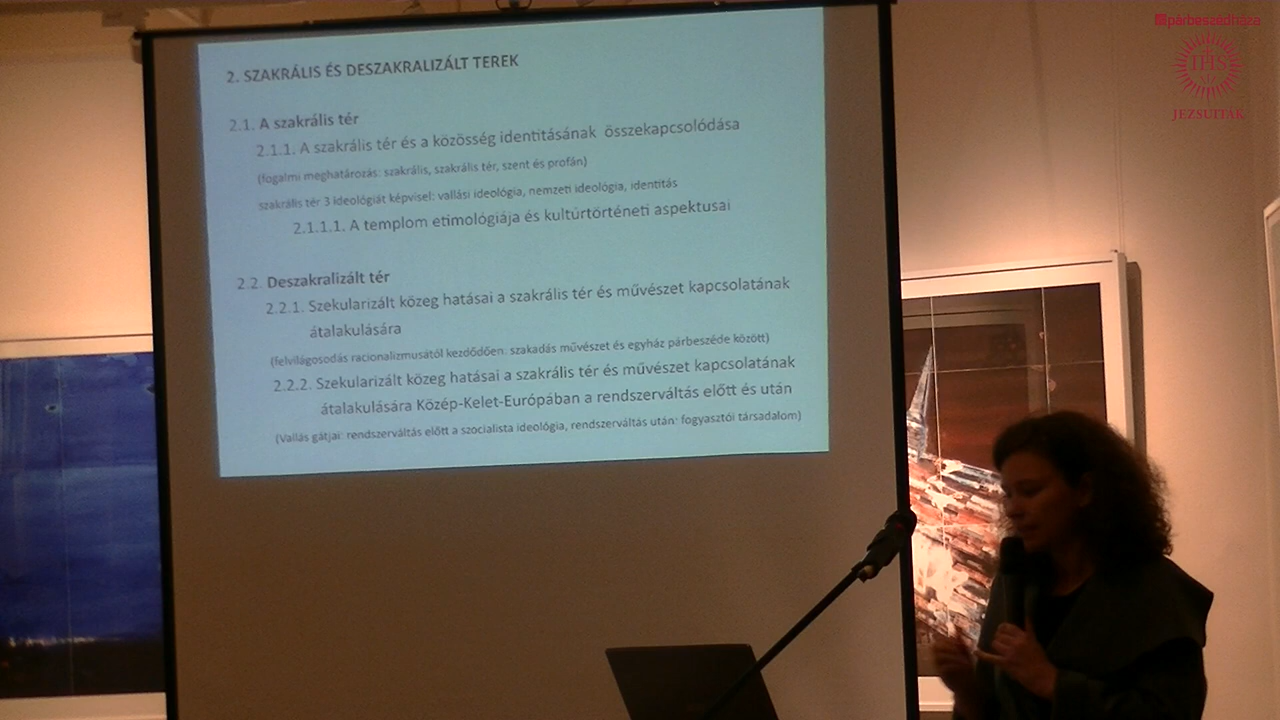 2. SZAKRÁLIS ÉS DESZAKRALIZÁLT TEREK
2.1. A szakrális tér
2.1.1. A szakrális tér és a közösség identitásának összekapcsolódása
(fogalmi meghatározás: szakrális, szakrális tér, szent és profán)
szakrális tér 3 ideológiát képvisel: vallási ideológia, nemzeti ideológia, identitás
2.1.1.1. A templom etimológiája és kultúrtörténeti aspektusai
2.2. Deszakralizált tér
2.2.1. Szekularizált közeg hatásai a szakrális tér és művészet kapcsolatának
átalakulására
(felvilágosodás racionalizmusától kezdődően: szakadás művészet és egyház párbeszéde között)
2.2.2. Szekularizált közeg hatásai a szakrális tér és művészet kapcsolatának
átalakulására Közép-Kelet-Európában a rendszerváltás előtt és után
(Vallás gátjai: rendszerváltás előtt a szocialista ideológia, rendszerváltás után: fogyasztói társadalom)
párbeszédháza
IHS
JEZSUITÁK